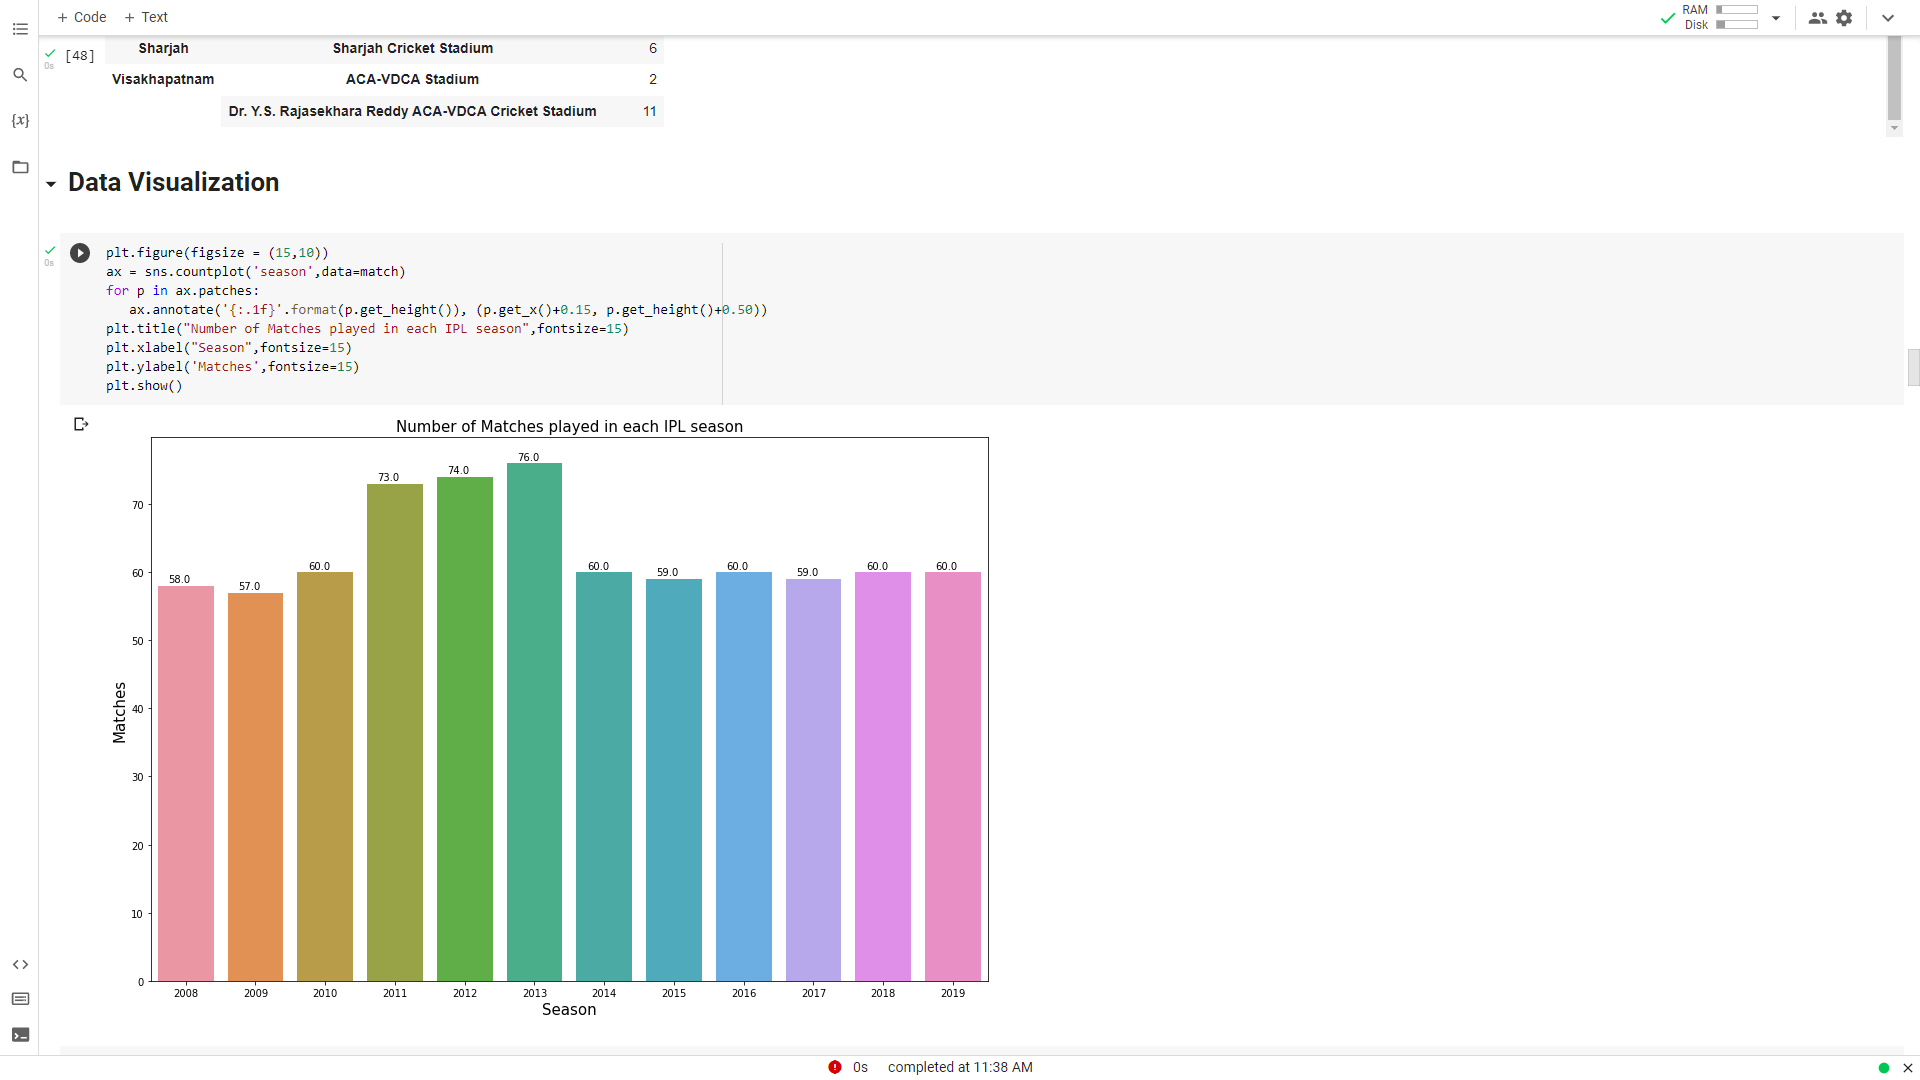 + Code + Text
RAM
Disk
[48]
0s
Sharjah Sharjah Cricket Stadium 6
Visakhapatnam ACA-VDCA Stadium 2
Dr. Y.S. Rajasekhara Reddy ACA-VDCA Cricket Stadium 11
{x}
Data Visualization
0s
plt.figure(figsize = (15,10))
ax = sns.countplot('season',data=match)
for p in ax.patches:
ax.annotate('{:.1f}'.format(p.get_height()), (p.get_x()+0.15, p.get_height()+0.50))
plt.title("Number of Matches played in each IPL season",fontsize=15)
plt.xlabel("Season",fontsize=15)
plt.ylabel('Matches',fontsize=15)
plt.show()
Number of Matches played in each IPL season
58.0 57.0 60.0 73.0 74.0 76.0 60.0 59.0 60.0 59.0 60.0 60.0
70
60
50
40
30
20
10
0
Matches
2008 2009 2010 2011 2012 2013 2014 2015 2016 2017 2018 2019
Season
0s completed at 11:38 AM